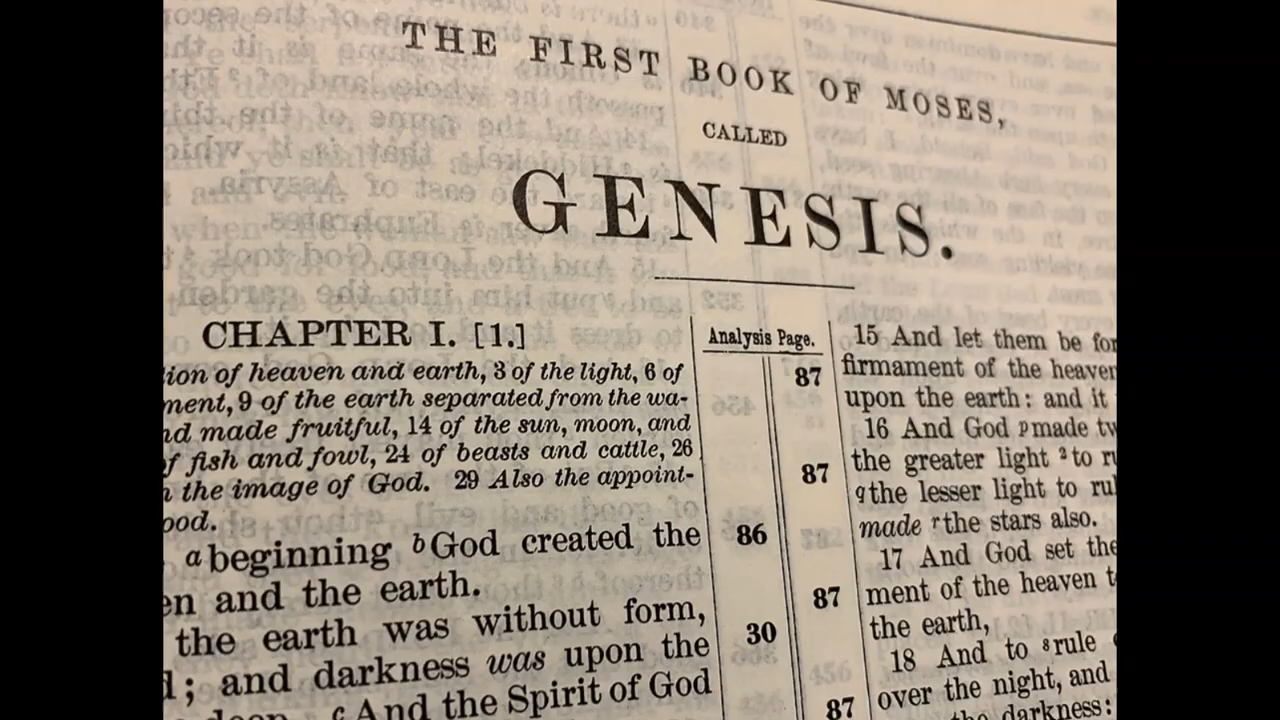 THE FIRST BOOK OF MOSES,
CALLED
GENESIS.
CHAPTER I. [1.]
ion of heaven and earth, 3 of the light, 6 of
ment, 9 of the earth separated from the wa-
nd made fruitful, 14 of the sun, moon, and
f fish and fowl, 24 of beasts and cattle, 26
the image of God. 29 Also the appoint-
ood.
a beginning b God created the
en and the earth.
the earth was without form,
; and darkness was upon the
c And the Spirit of God
Analysis Page.
87
87
86
87
30
87
15 And let them be for
firmament of the heaven
upon the earth: and it
16 And God p made tw
the greater light 2 to ru
q the lesser light to rul
made r the stars also.
17 And God set the
ment of the heaven t
the earth,
18 And to s rule
over the night, and
the darkness: